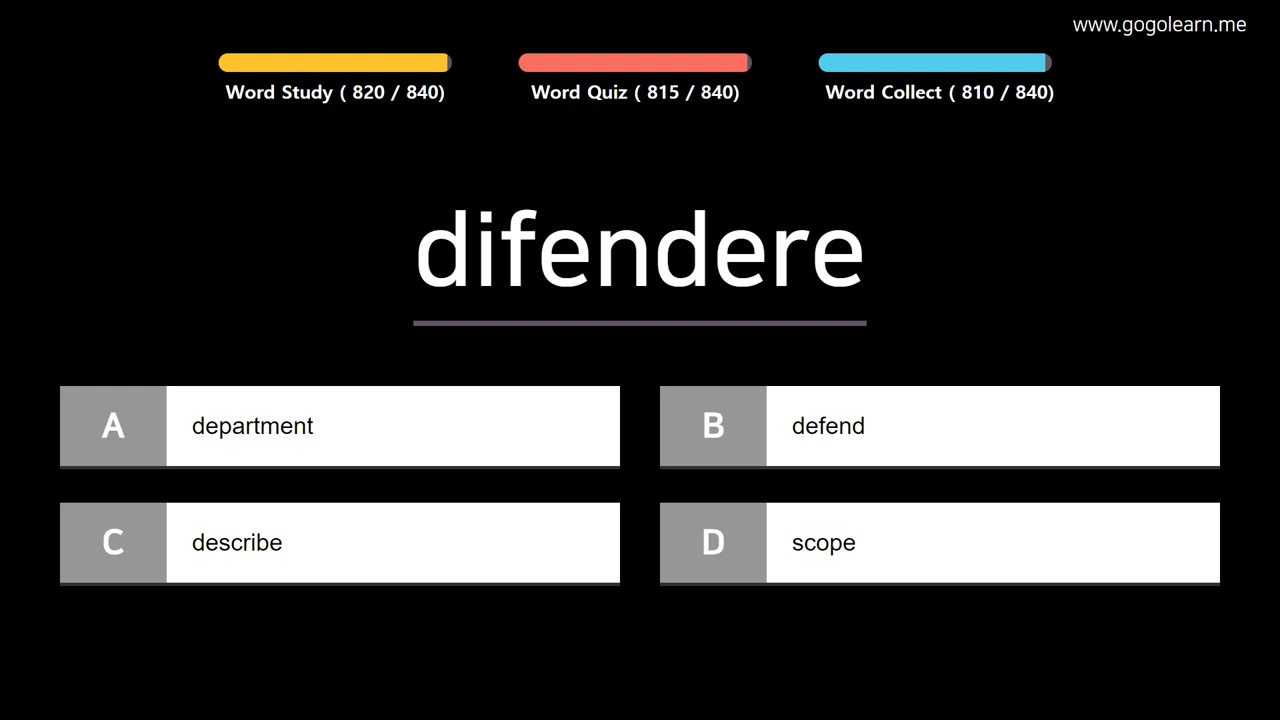 www.gogolearn.me
Word Study ( 820 / 840)
Word Quiz ( 815 / 840)
Word Collect ( 810 / 840)
difendere
A
department
B
defend
C
describe
D
scope